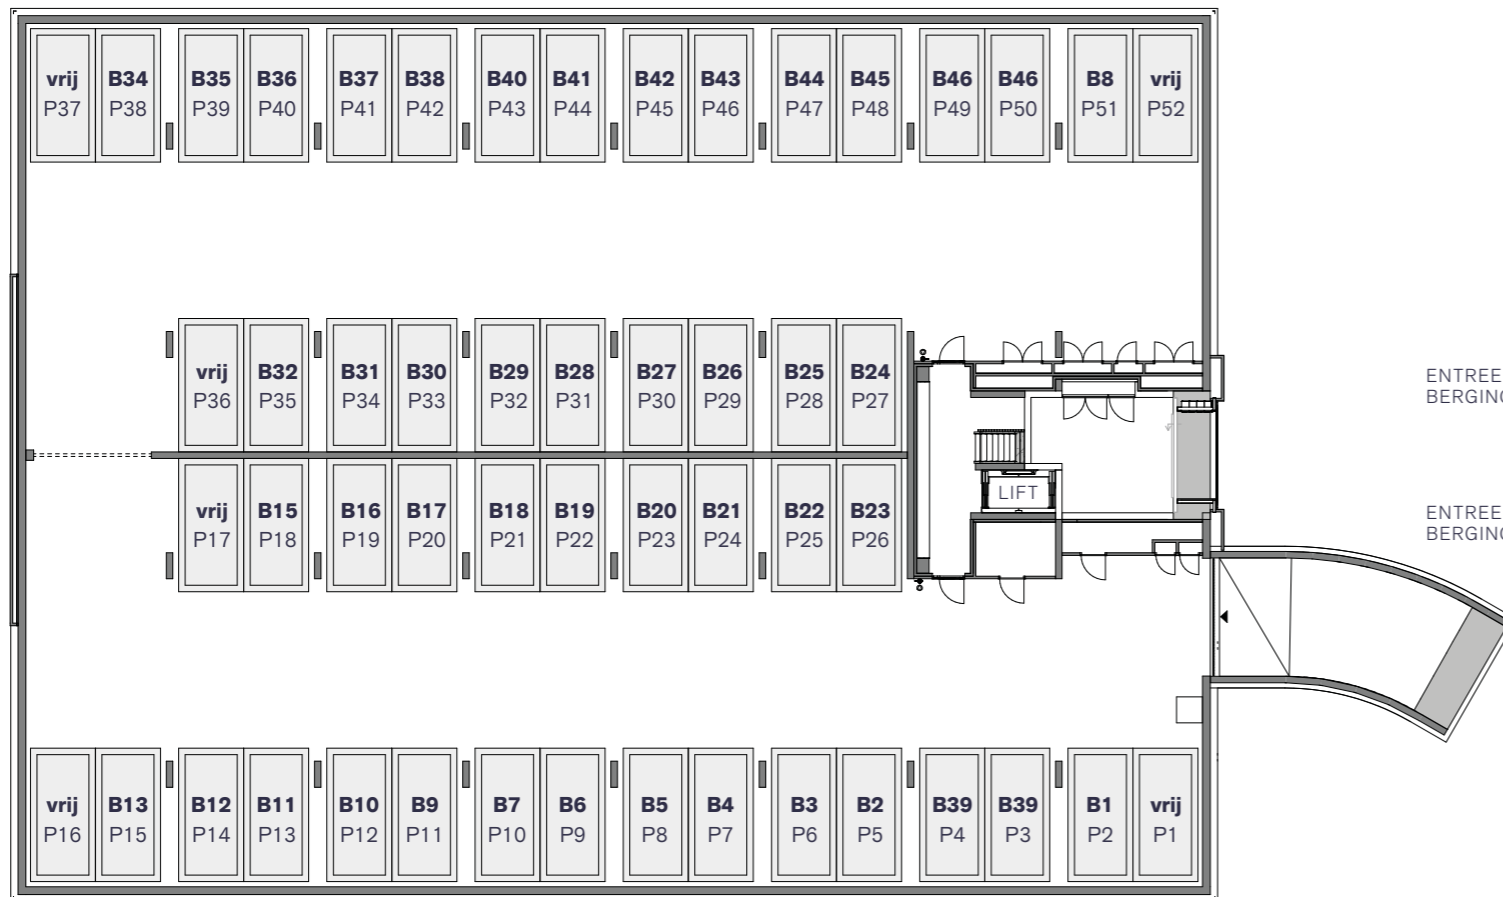 vrij B34 B35 B36 B37 B38 B40 B41 B42 B43 B44 B45 B46 B46 B8 vrij
P37 P38 P39 P40 P41 P42 P43 P44 P45 P46 P47 P48 P49 P50 P51 P52
vrij B32 B31 B30 B29 B28 B27 B26 B25 B24
P36 P35 P34 P33 P32 P31 P30 P29 P28 P27
ENTREE
LIFT
vrij B15 B16 B17 B18 B19 B20 B21 B22 B23
P17 P18 P19 P20 P21 P22 P23 P24 P25 P26
ENTREE
vrij B13 B12 B11 B10 B9 B7 B6 B5 B4 B3 B2 B39 B39 B1 vrij
P16 P15 P14 P13 P12 P11 P10 P9 P8 P7 P6 P5 P4 P3 P2 P1